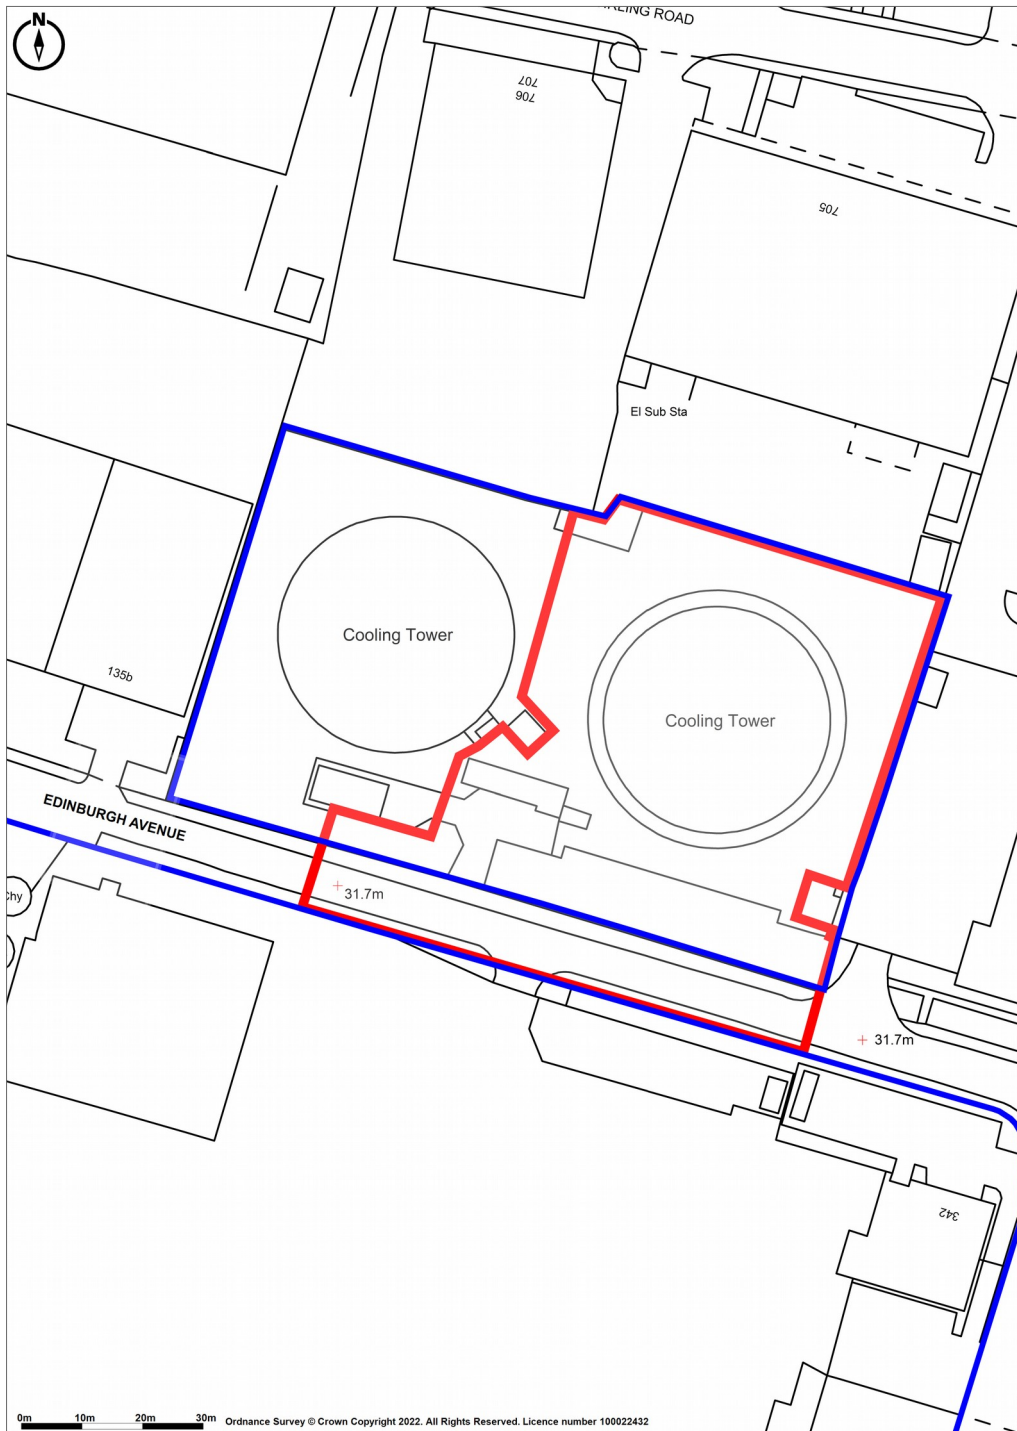 N
ROAD
707
706
705
El Sub Sta
Cooling Tower
Cooling Tower
135b
EDINBURGH AVENUE
31.7m
31.7m
342
0m 10m 20m 30m Ordnance Survey © Crown Copyright 2022. All Rights Reserved. Licence number 100022432